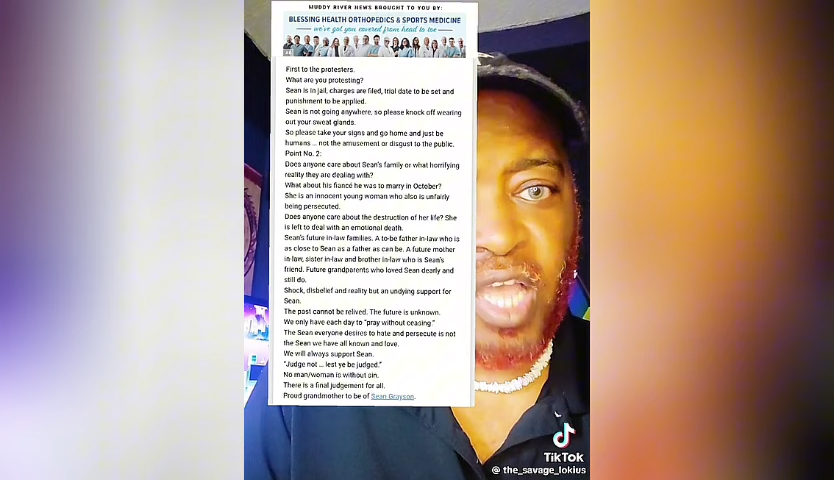 MUDDY RIVER NEWS BROUGHT TO YOU BY:
BLESSING HEALTH ORTHOPEDICS & SPORTS MEDICINE
we've got you covered from head to toe
First to the protesters.
What are you protesting?
Sean is in jail, charges are filed, trial date to be set and
punishment to be applied.
Sean is not going anywhere, so please knock off wearing
out your sweat glands.
So please take your signs and go home and just be
humans ... not the amusement or disgust to the public.
Point No. 2:
Does anyone care about Sean's family or what horrifying
reality they are dealing with?
What about his fiancé he was to marry in October?
She is an innocent young woman who also is unfairly
being persecuted.
Does anyone care about the destruction of her life? She
is left to deal with an emotional death.
Sean's future in-law families. A to-be father in-law who is
as close to Sean as a father as can be. A future mother
in-law, sister in-law and brother in-law who is Sean's
friend. Future grandparents who loved Sean dearly and
still do.
Shock, disbelief and reality but an undying support for
Sean.
The past cannot be relived. The future is unknown.
We only have each day to "pray without ceasing."
The Sean everyone desires to hate and persecute is not
the Sean we have all known and love.
We will always support Sean.
"Judge not ... lest ye be judged."
No man/woman is without sin.
There is a final judgement for all.
Proud grandmother to be of Sean Grayson.
TikTok
@ the_savage_lokius